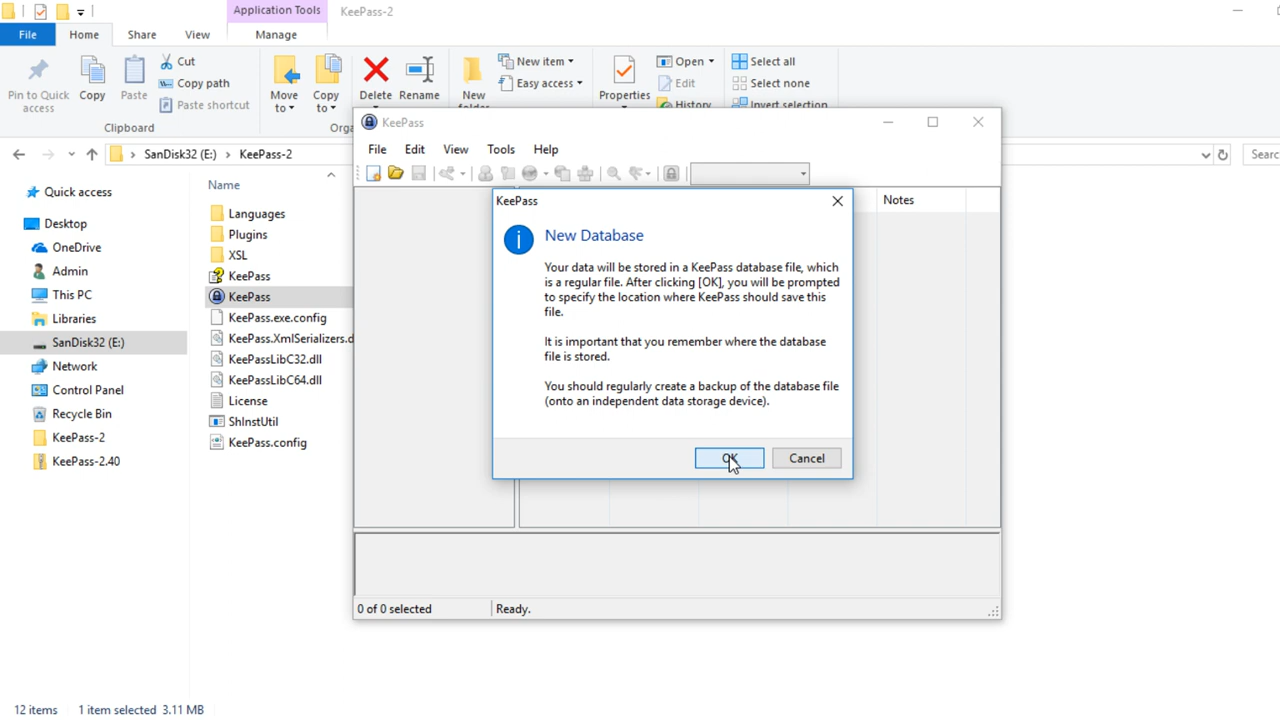 Application Tools KeePass-2
File Home Share View Manage
Pin to Quick access
Copy
Paste
Cut
Copy path
Paste shortcut
Clipboard
Move to
Copy to
Delete
Rename
New folder
New item
Easy access
Properties
Open
Edit
History
Select all
Select none
Invert selection
SanDisk32 (E:) KeePass-2
Quick access
Desktop
OneDrive
Admin
This PC
Libraries
SanDisk32 (E:)
Network
Control Panel
Recycle Bin
KeePass-2
KeePass-2.40
Name
Languages
Plugins
XSL
KeePass
KeePass
KeePass.exe.config
KeePass.XmlSerializers.d
KeePassLibC32.dll
KeePassLibC64.dll
License
ShInstUtil
KeePass.config
KeePass
File Edit View Tools Help
Notes
KeePass
New Database
Your data will be stored in a KeePass database file, which
is a regular file. After clicking [OK], you will be prompted
to specify the location where KeePass should save this
file.
It is important that you remember where the database
file is stored.
You should regularly create a backup of the database file
(onto an independent data storage device).
OK Cancel
0 of 0 selected Ready.
12 items 1 item selected 3.11 MB